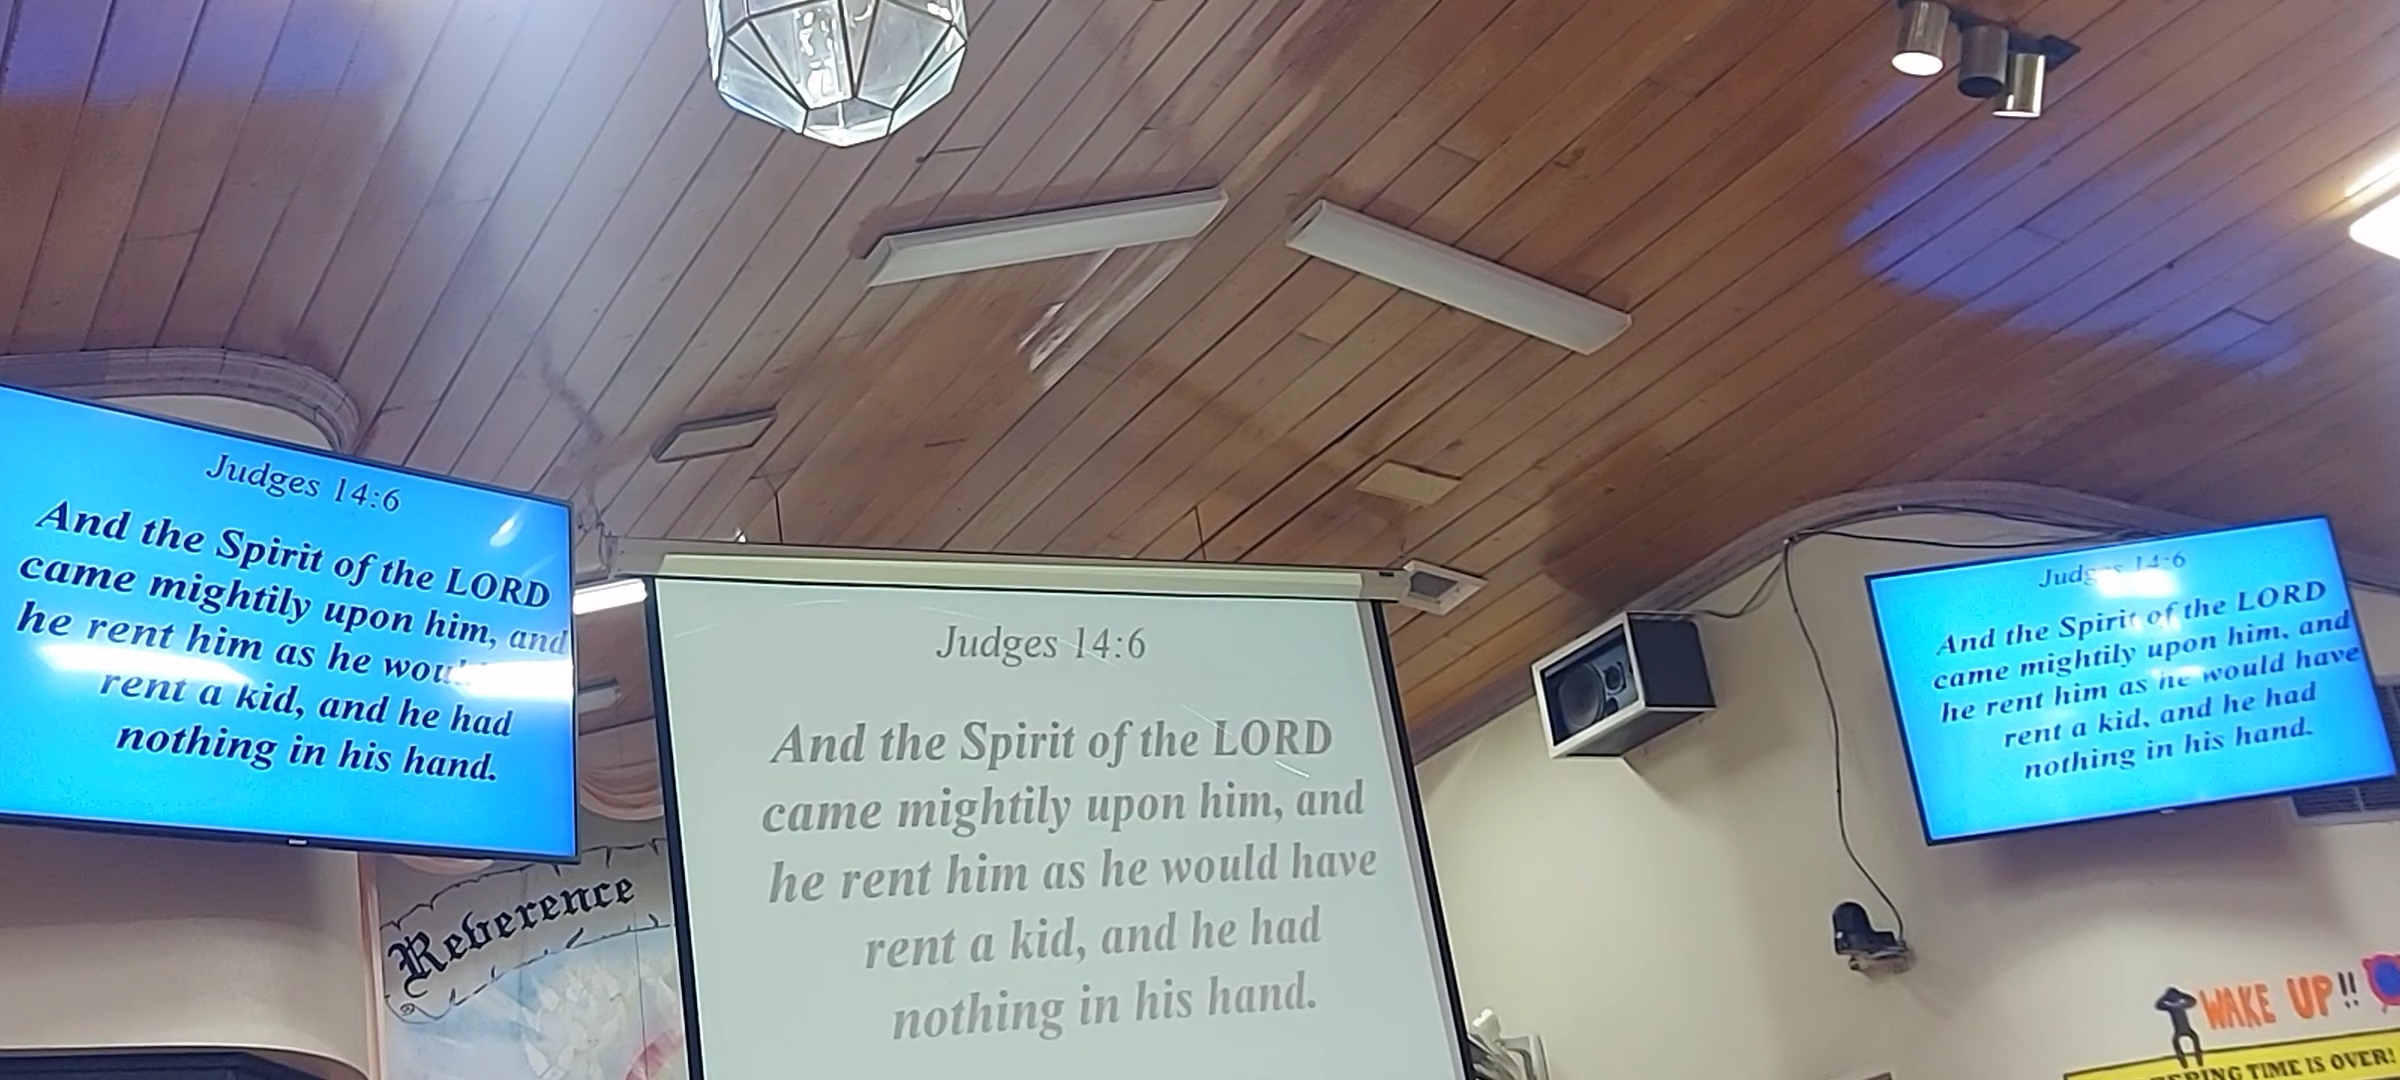 Judges 14:6
And the Spirit of the LORD
came mightily upon him, and
he rent him as he
rent a kid, and he had
nothing in his hand.
Reverence
Judges 14:6
And the Spirit of the LORD
came mightily upon him, and
he rent him as he would have
rent a kid, and he had
nothing in his hand.
14:6
And the Spirit of the LORD
came mightily upon him, and
he rent him as he would have
rent a kid, and he had
nothing in his hand.
WAKE UP!!
TIME IS OVER!